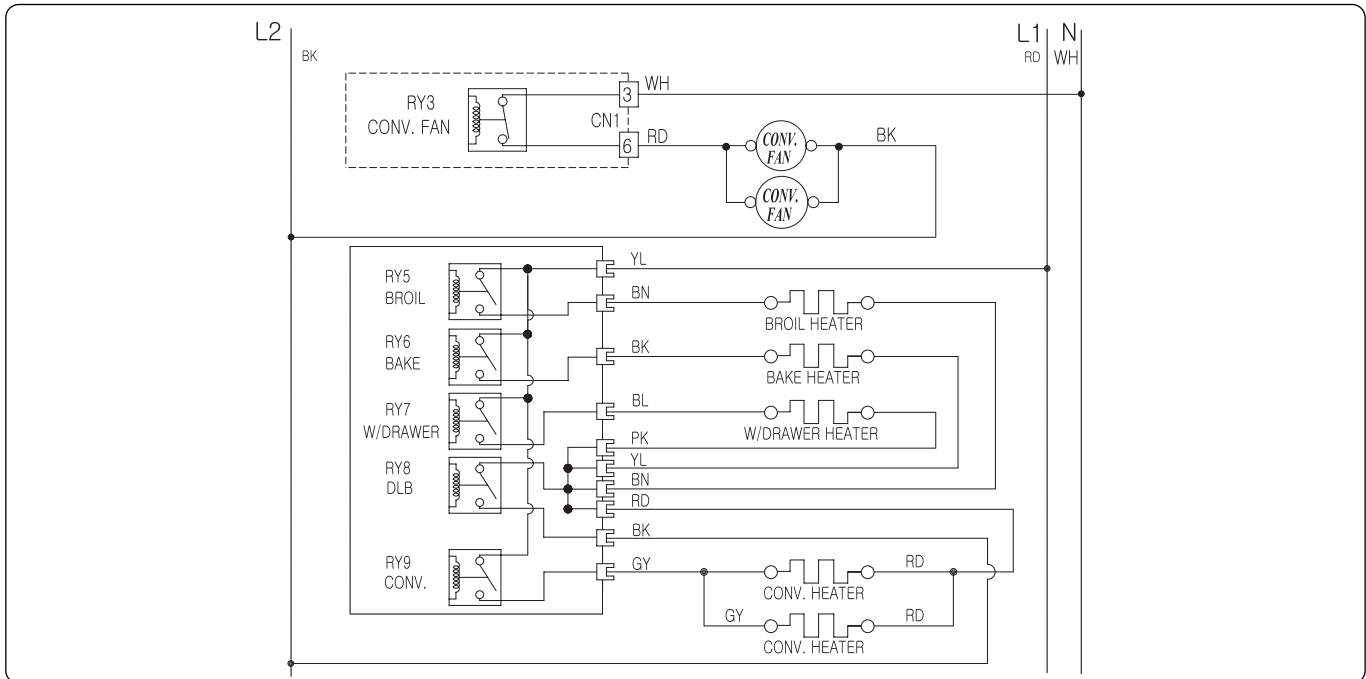 L2
L1 N
BK
RD WH
RY3
CONV. FAN
3
WH
CN1
6
RD
CONV.
FAN
BK
CONV.
FAN
RY5
BROIL
YL
BN
BROIL HEATER
RY6
BAKE
BK
BAKE HEATER
RY7
W/DRAWER
BL
W/DRAWER HEATER
PK
YL
RY8
DLB
BN
RD
BK
RY9
CONV.
GY
RD
CONV. HEATER
GY
RD
CONV. HEATER